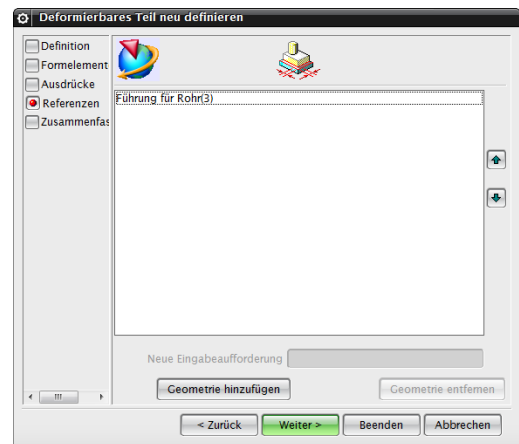 Deformierbares Teil neu definieren
Definition
Formelement
Ausdrücke
Referenzen
Zusammenfas
Führung für Rohr(3)
Neue Eingabeaufforderung
Geometrie hinzufügen
Geometrie entfernen
< Zurück
Weiter >
Beenden
Abbrechen